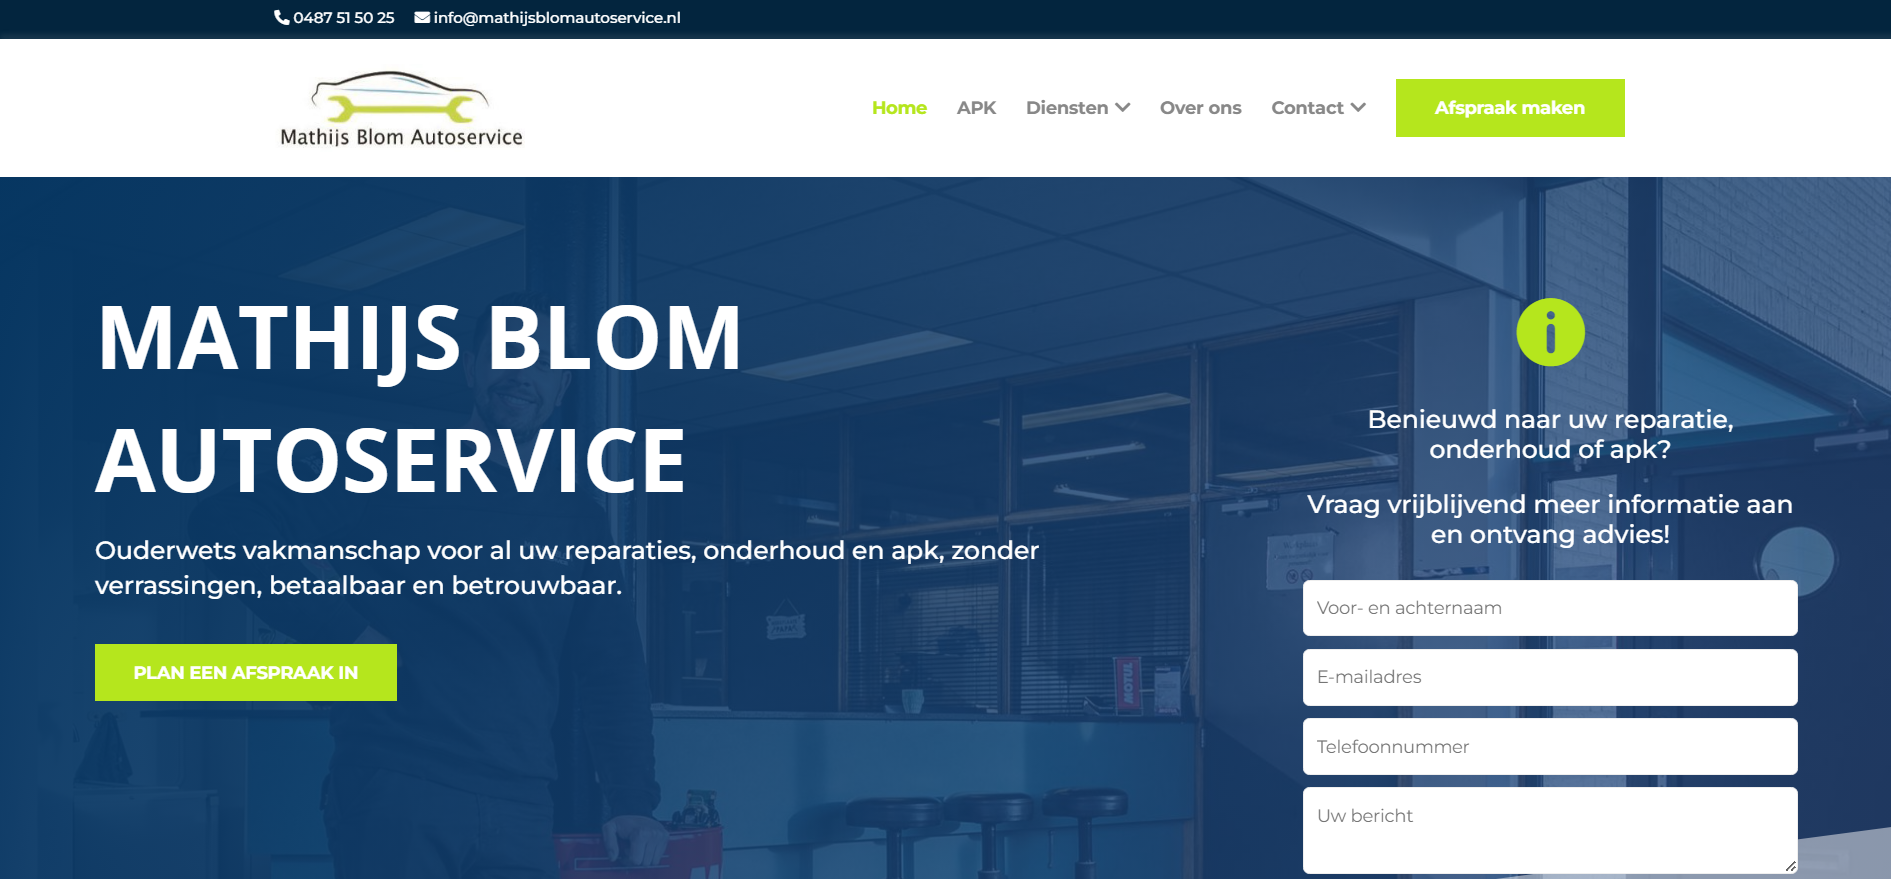 0487 51 50 25 info@mathijsblomautoservice.nl
Mathijs Blom Autoservice
Home APK Diensten Over ons Contact Afspraak maken
MATHIJS BLOM
AUTOSERVICE
Ouderwets vakmanschap voor al uw reparaties, onderhoud en apk, zonder
verrassingen, betaalbaar en betrouwbaar.
PLAN EEN AFSPRAAK IN
Benieuwd naar uw reparatie,
onderhoud of apk?
Vraag vrijblijvend meer informatie aan
en ontvang advies!
Voor- en achternaam
E-mailadres
Telefoonnummer
Uw bericht
MOTUL